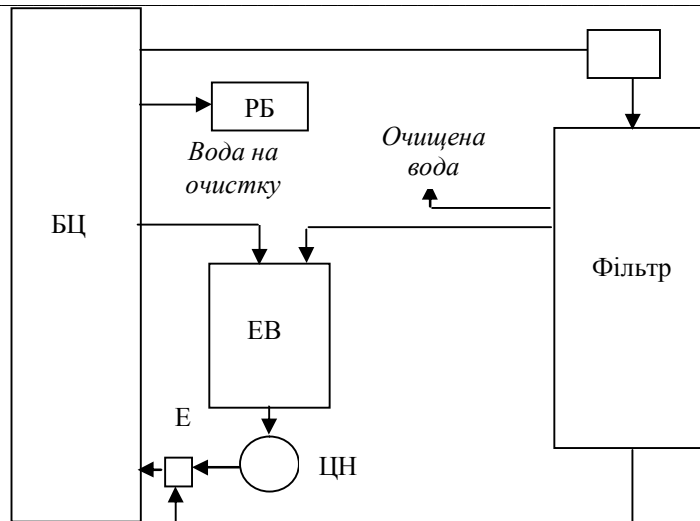 РБ
Вода на
очистку
Очищена
вода
БЦ
Фільтр
ЕВ
Е
ЦН